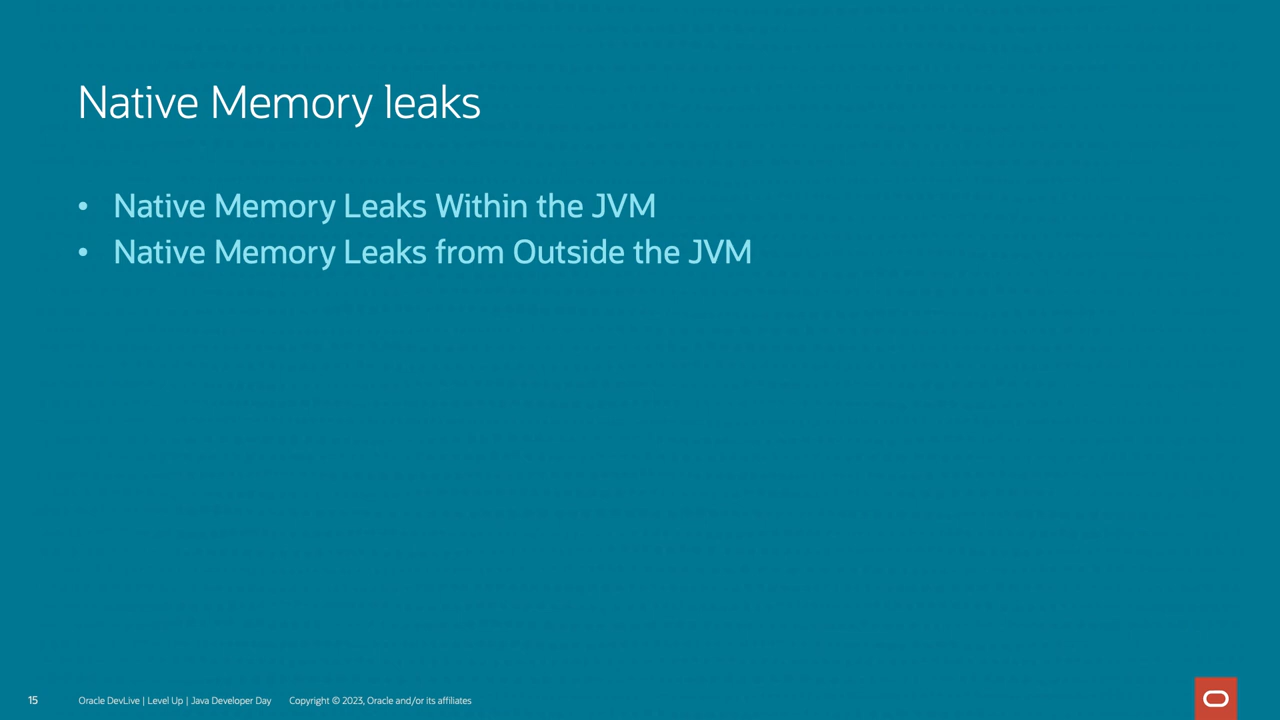 Native Memory leaks
• Native Memory Leaks Within the JVM
• Native Memory Leaks from Outside the JVM
15 Oracle DevLive | Level Up | Java Developer Day Copyright © 2023, Oracle and/or its affiliates